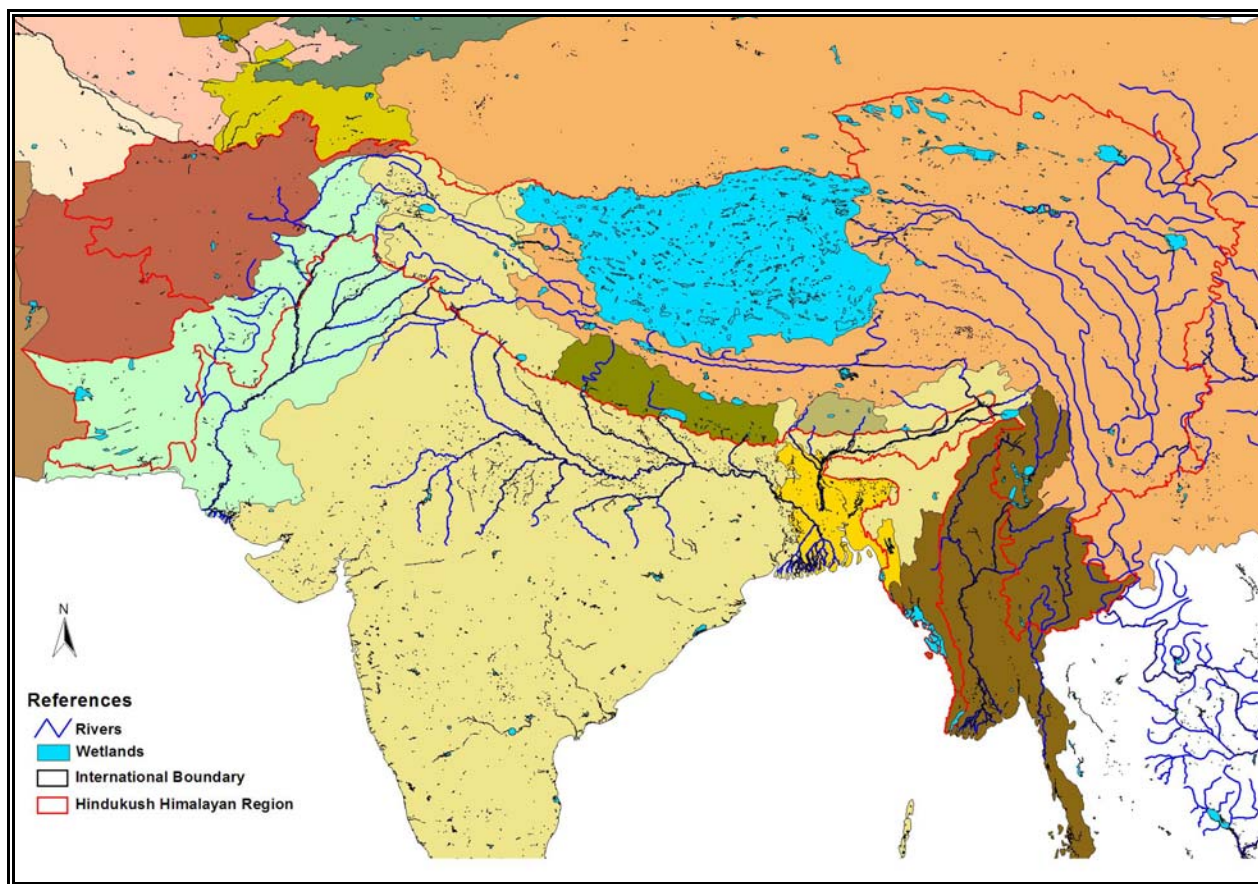 N
References
Rivers
Wetlands
International Boundary
Hindukush Himalayan Region